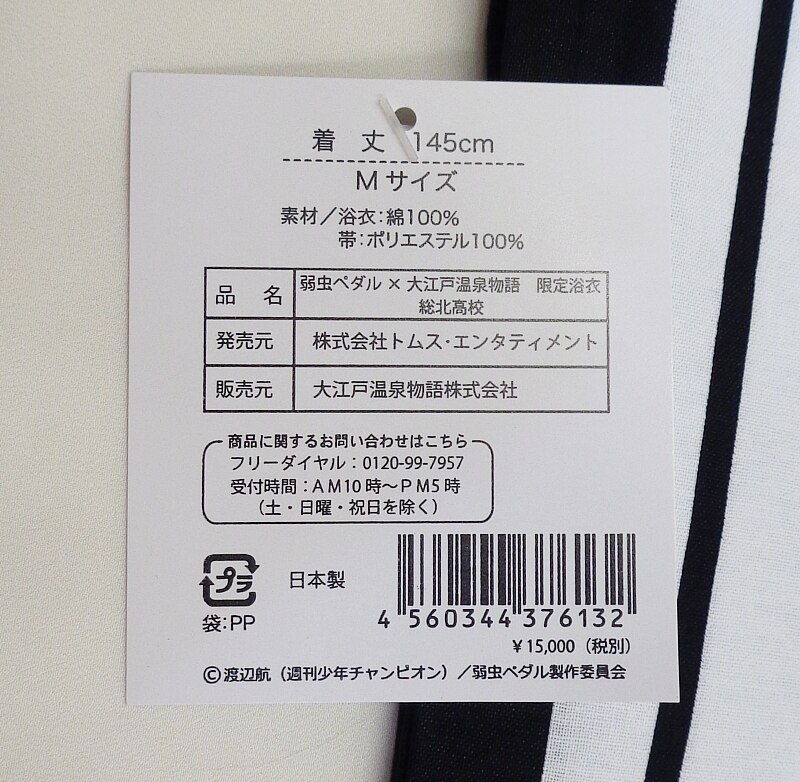 着 丈 145cm
Mサイズ
素材／浴衣：綿100%
帯：ポリエステル100%
品 名 弱虫ペダル × 大江戸温泉物語 限定浴衣
総北高校
発売元 株式会社トムス・エンタティメント
販売元 大江戸温泉物語株式会社
商品に関するお問い合わせはこちら
フリーダイヤル：0120-99-7957
受付時間：ＡＭ10時～ＰＭ5時
（土・日曜・祝日を除く）
プラ 日本製
袋：PP
4 560344 376132
￥15,000（税別）
©渡辺航（週刊少年チャンピオン）／弱虫ペダル製作委員会